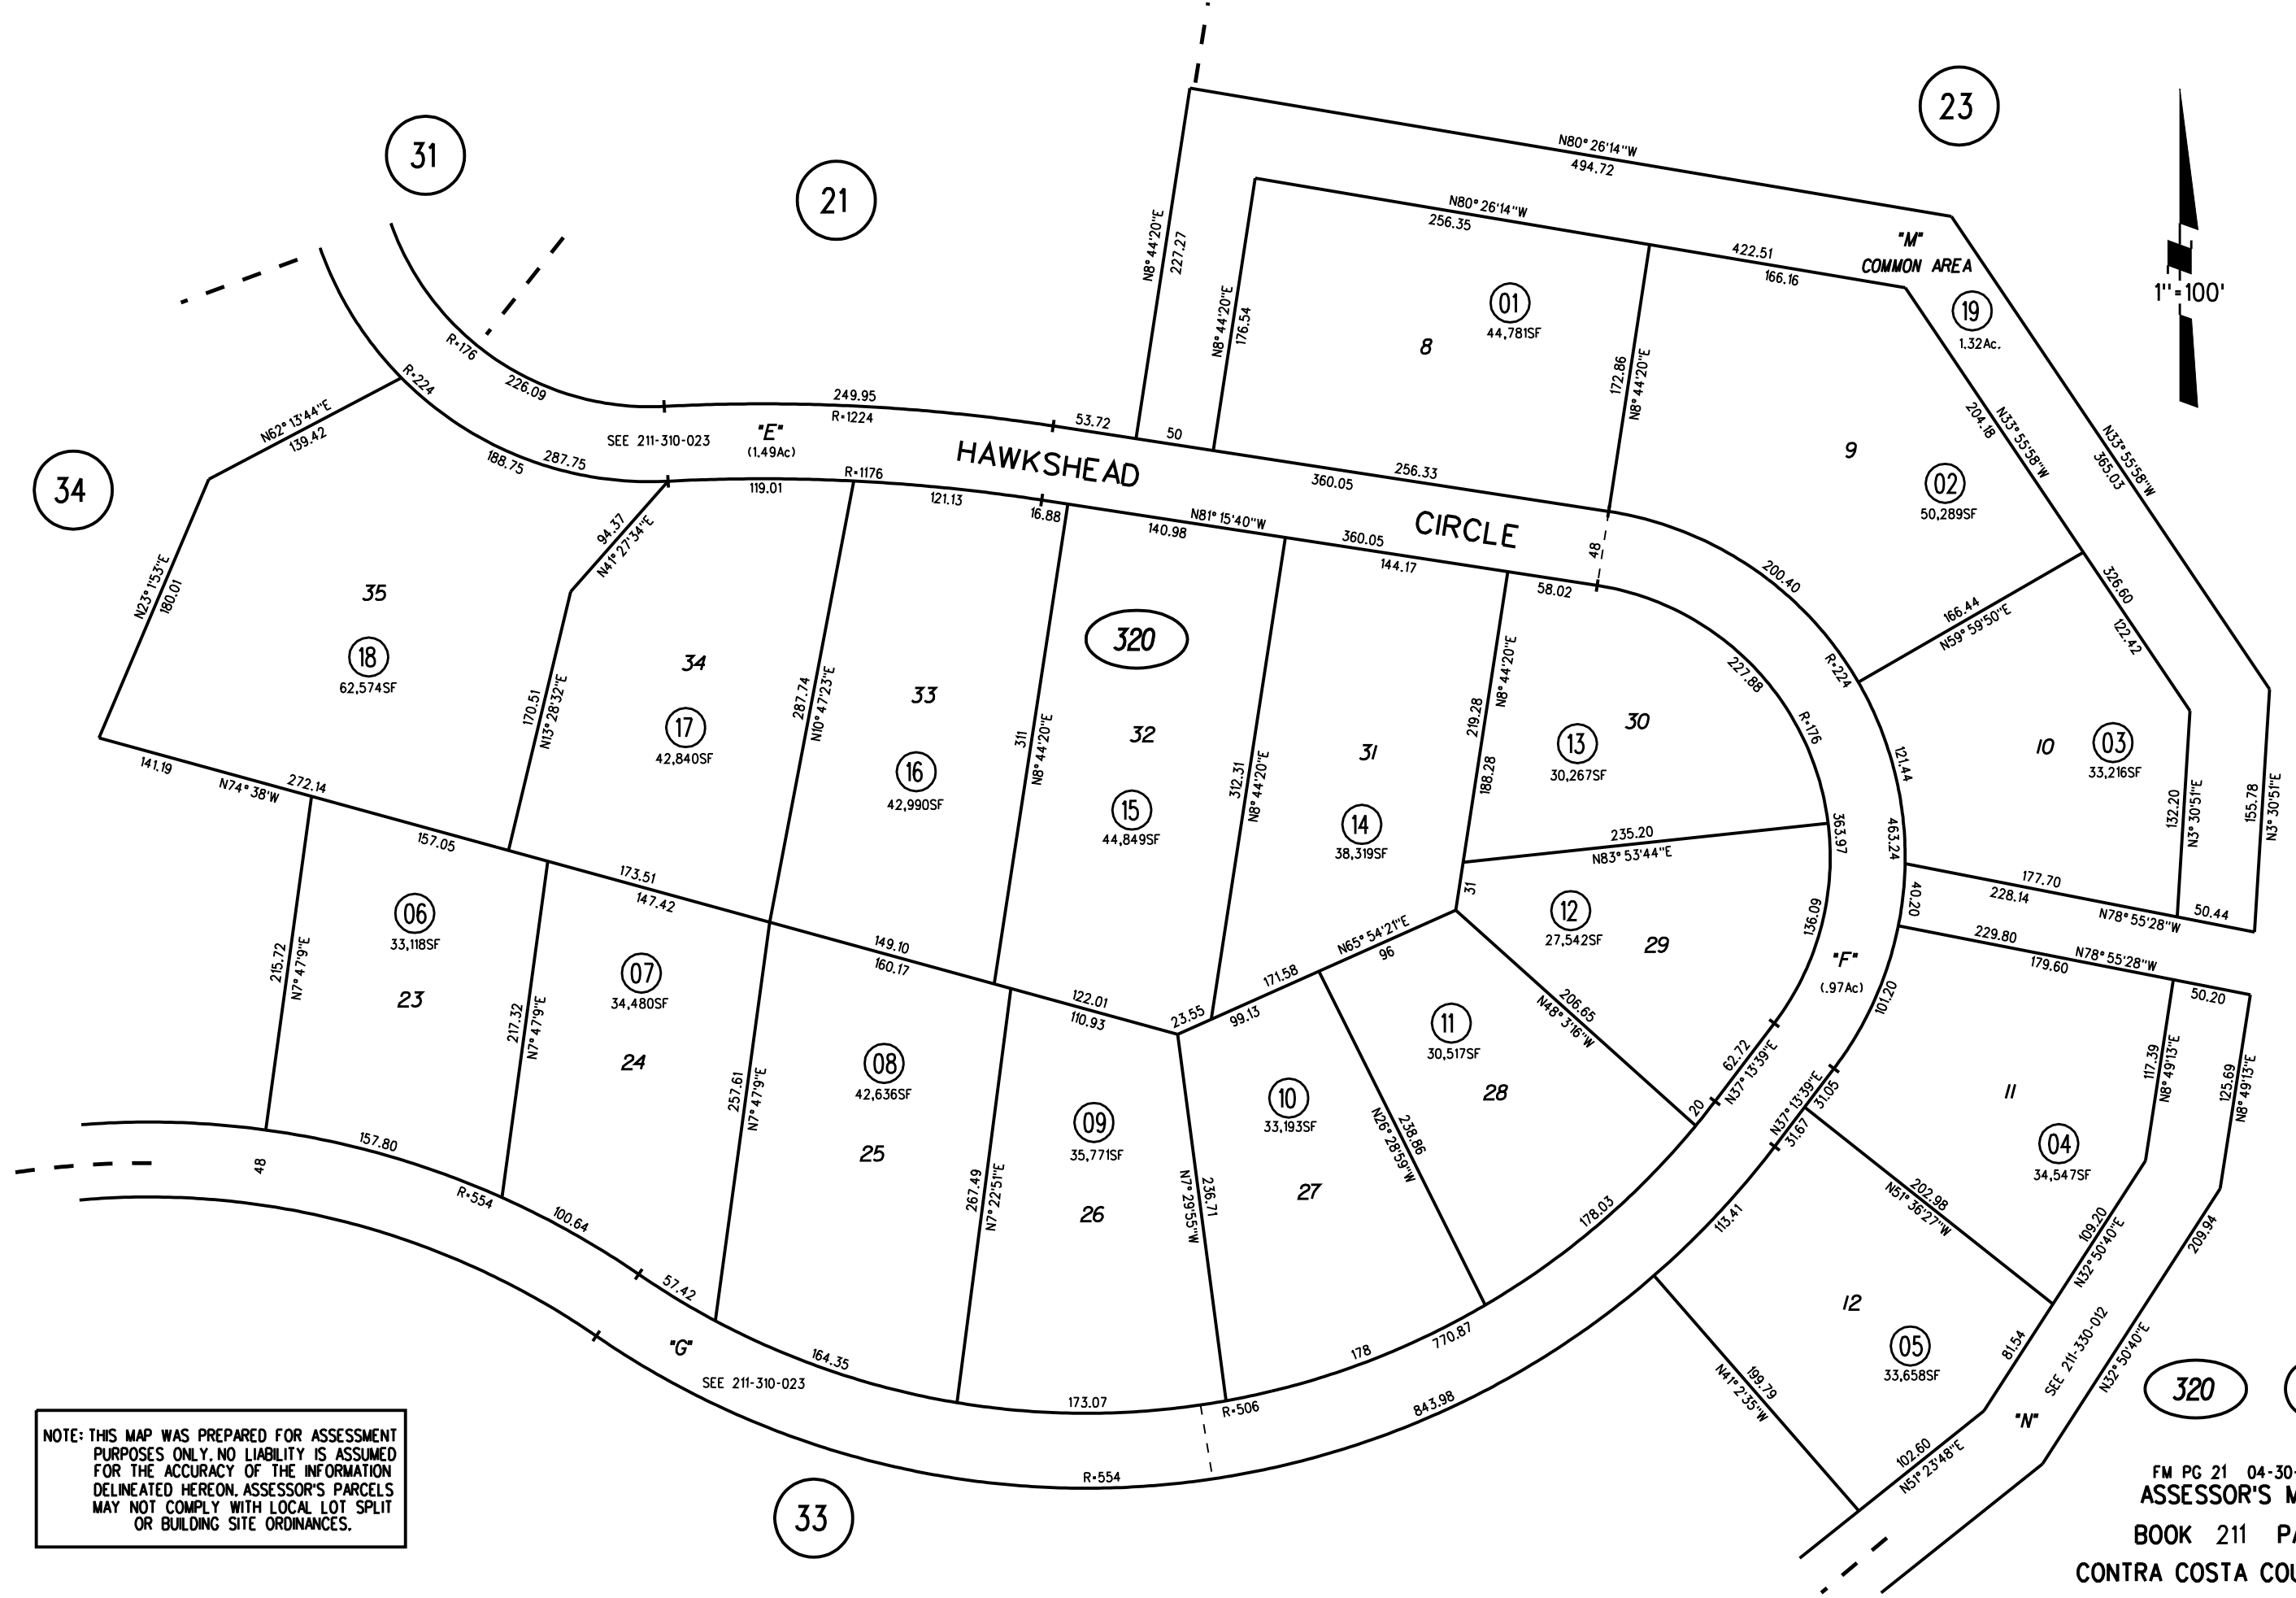 23
31
21
34
33
N80°26'14"W
494.72
N8°44'20"E
227.27
N80°26'14"W
256.35
422.51
166.16
"M"
COMMON AREA
19
1.32Ac.
1"=100'
N8°44'20"E
176.54
01
44,781SF
8
172.86
N8°44'20"E
9
02
50,289SF
204.18
N33°55'58"W
N33°55'58"W
365.03
R=176
226.09
R=224
188.75
287.75
249.95
R=1224
53.72
50
SEE 211-310-023
"E"
(1.49Ac)
HAWKSHEAD
CIRCLE
256.33
360.05
R=1176
119.01
121.13
16.88
140.98
N81°15'40"W
360.05
144.17
58.02
48
N62°13'44"E
139.42
N23°1'53"E
180.01
94.37
N41°27'34"E
35
18
62,574SF
170.51
N13°28'32"E
34
17
42,840SF
287.74
N10°47'23"E
33
16
42,990SF
311
N8°44'20"E
320
32
15
44,849SF
312.31
N8°44'20"E
31
14
38,319SF
219.28
N8°44'20"E
188.28
31
30
13
30,267SF
200.40
R=224
227.88
R=176
121.44
463.24
363.97
40.20
136.09
101.20
166.44
N59°59'50"E
326.60
122.42
10
03
33,216SF
132.20
N3°30'51"E
155.78
N3°30'51"E
177.70
228.14
N78°55'28"W
50.44
229.80
N78°55'28"W
179.60
50.20
235.20
N83°53'44"E
12
27,542SF
29
"F"
(.97Ac)
141.19
N74°38'W
272.14
157.05
173.51
147.42
149.10
160.17
122.01
110.93
23.55
99.13
171.58
N65°54'21"E
96
215.72
N7°47'9"E
06
33,118SF
23
217.32
N7°47'9"E
07
34,480SF
24
257.61
N7°47'9"E
08
42,636SF
25
267.49
N7°22'51"E
09
35,771SF
26
236.71
N7°29'55"W
10
33,193SF
27
238.86
N26°28'59"W
11
30,517SF
28
206.65
N48°3'16"W
62.72
N37°13'39"E
20
N37°13'39"E
31.05
31.67
11
04
34,547SF
117.39
N8°49'13"E
125.69
N8°49'13"E
202.98
N51°36'27"W
109.20
N32°50'40"E
209.94
12
05
33,658SF
81.54
SEE 211-330-012
N32°50'40"E
199.79
N41°2'35"W
102.60
N51°23'48"E
"N"
48
157.80
R=554
100.64
57.42
"G"
164.35
SEE 211-310-023
173.07
R=506
178
770.87
178.03
113.41
843.98
R=554
320
NOTE: THIS MAP WAS PREPARED FOR ASSESSMENT
PURPOSES ONLY. NO LIABILITY IS ASSUMED
FOR THE ACCURACY OF THE INFORMATION
DELINEATED HEREON. ASSESSOR'S PARCELS
MAY NOT COMPLY WITH LOCAL LOT SPLIT
OR BUILDING SITE ORDINANCES.
FM PG 21 04-30-
ASSESSOR'S M
BOOK 211 PA
CONTRA COSTA COU